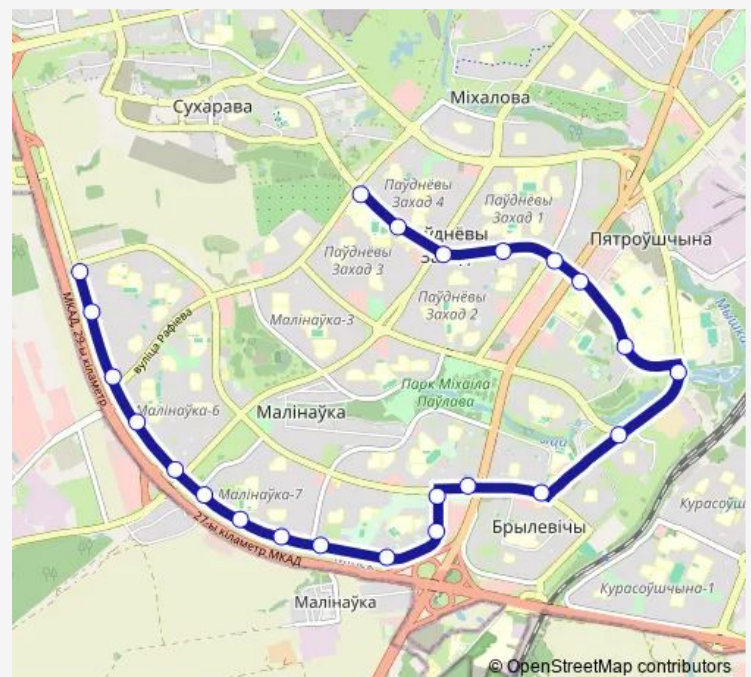 Сухарава
Міхалова
Паўднёвы
Захад 4
Паўднёвы
Захад 1
Пятроўшчына
Паўднёвы
Захад 3
Паўднёвы
Захад 2
МКАД, 29-ы кіламетр
вуліца Рафіева
Малінаўка-3
Мышка
Парк Міхаіла
Паўлава
Малінаўка-6
Малінаўка
Малінаўка-7
27-ы кіламетр МКАД
Брылевічы
Курасоўш
Курасоўшчына-1
Малінаўка
© OpenStreetMap contributors